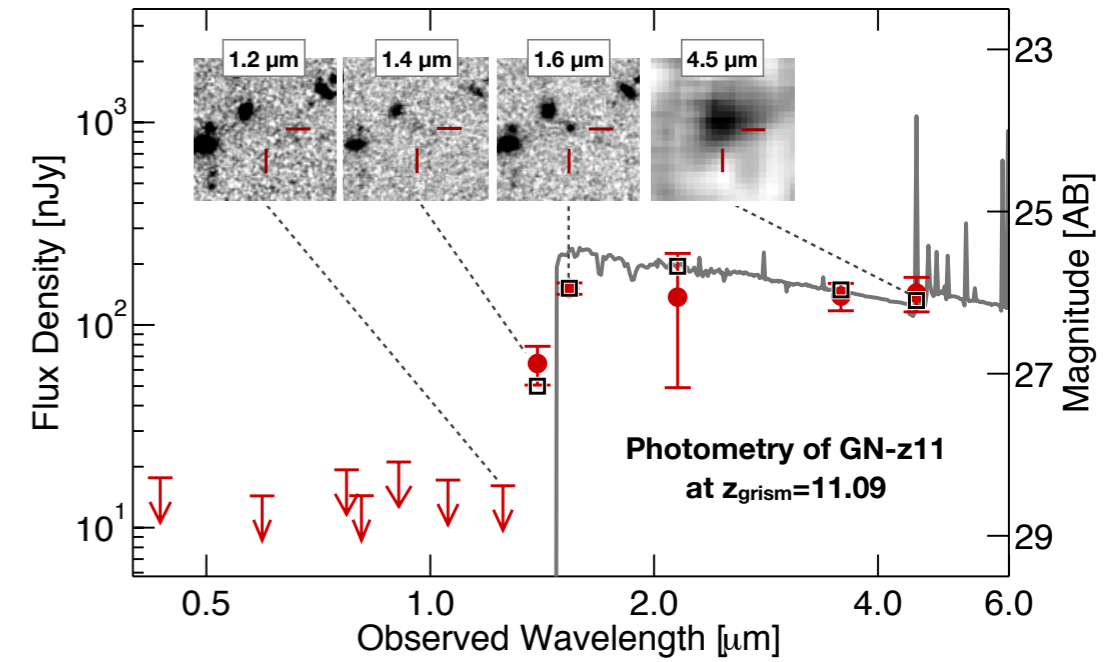 1.2 μm
1.4 μm
1.6 μm
4.5 μm
10³
10²
10¹
23
25
27
29
Flux Density [nJy]
Magnitude [AB]
Photometry of GN-z11
at z_grism=11.09
0.5
1.0
2.0
4.0
6.0
Observed Wavelength [μm]